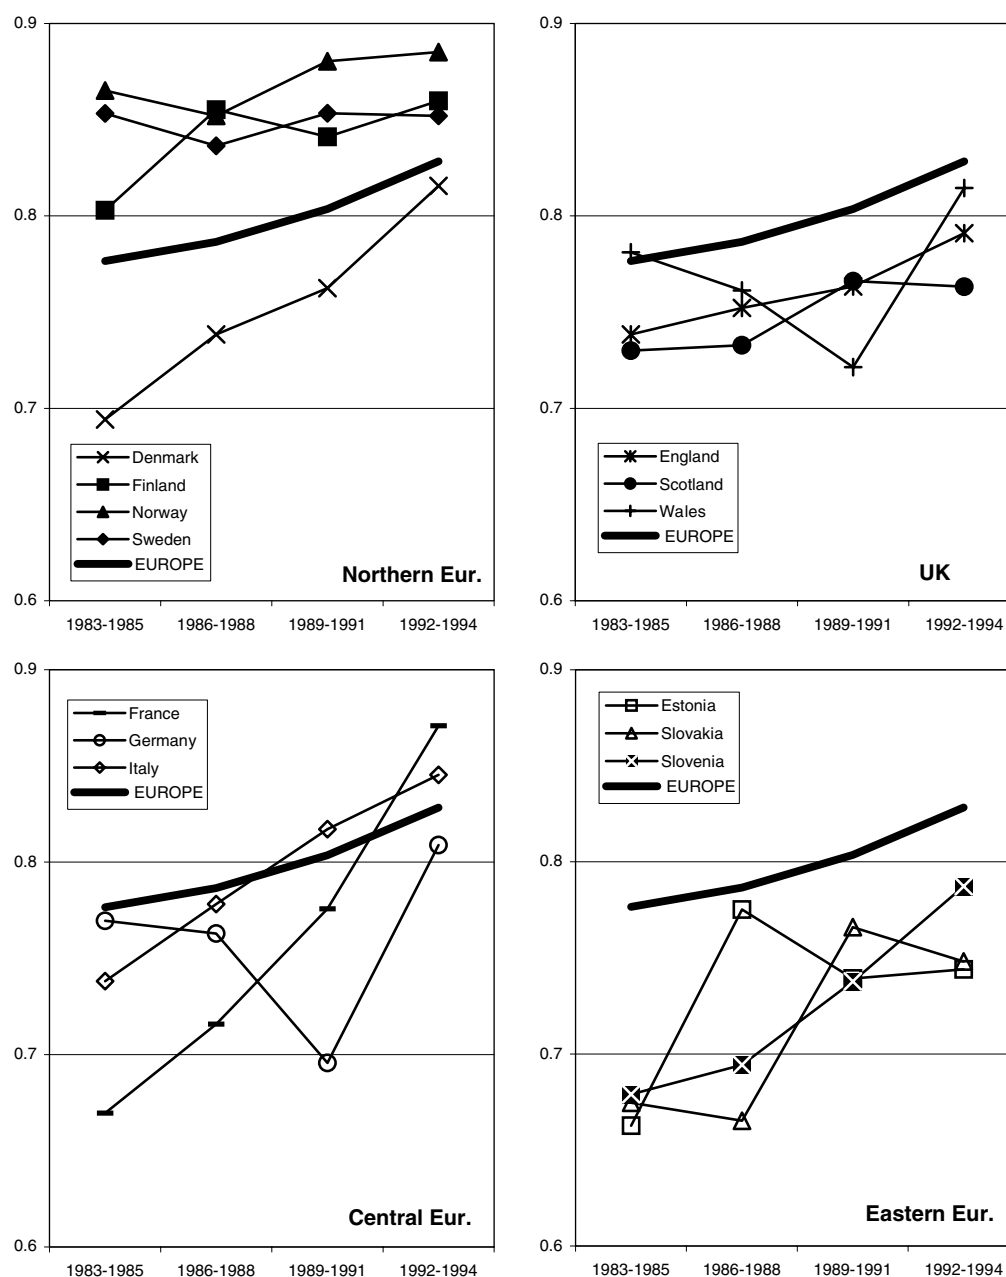 0.9
0.8
0.7
0.6
Denmark
Finland
Norway
Sweden
EUROPE
Northern Eur.
1983-1985 1986-1988 1989-1991 1992-1994
0.9
0.8
0.7
0.6
England
Scotland
Wales
EUROPE
UK
1983-1985 1986-1988 1989-1991 1992-1994
0.9
0.8
0.7
0.6
France
Germany
Italy
EUROPE
Central Eur.
1983-1985 1986-1988 1989-1991 1992-1994
0.9
0.8
0.7
0.6
Estonia
Slovakia
Slovenia
EUROPE
Eastern Eur.
1983-1985 1986-1988 1989-1991 1992-1994